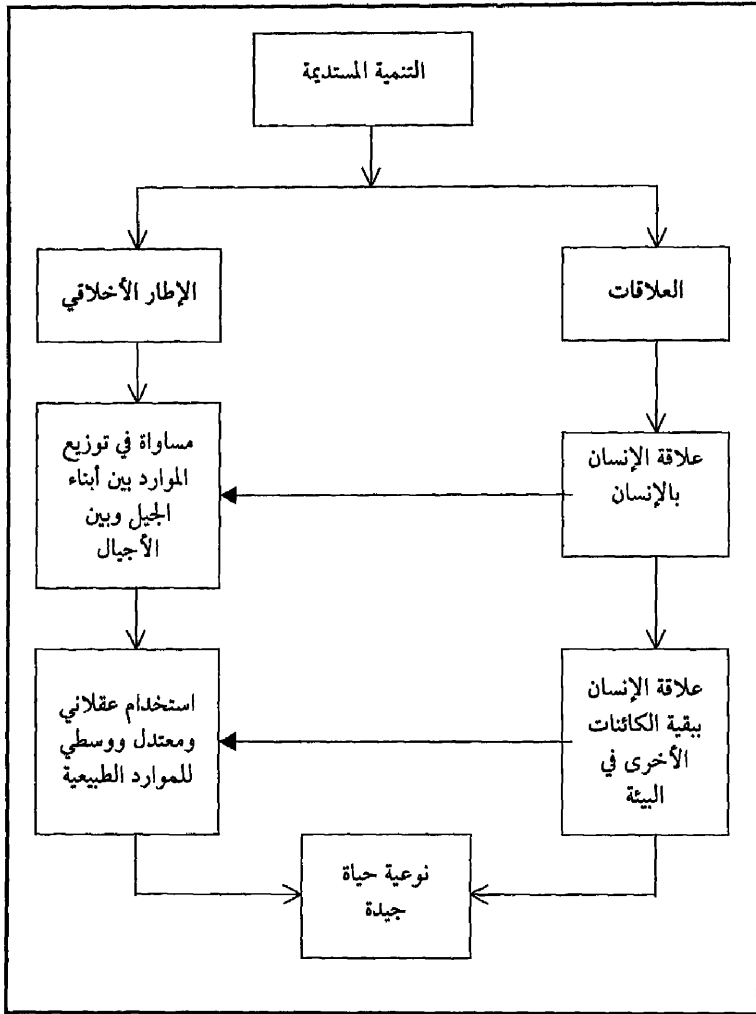 التنمية المستديمة
العلاقات
الإطار الأخلاقي
علاقة الإنسان
بالإنسان
مساواة في توزيع
الموارد بين أبناء
الجيل وبين
الأجيال
علاقة الإنسان
ببقية الكائنات
الأخرى في
البيئة
استخدام عقلاني
ومعتدل ووسطي
للموارد الطبيعية
نوعية حياة
جيدة